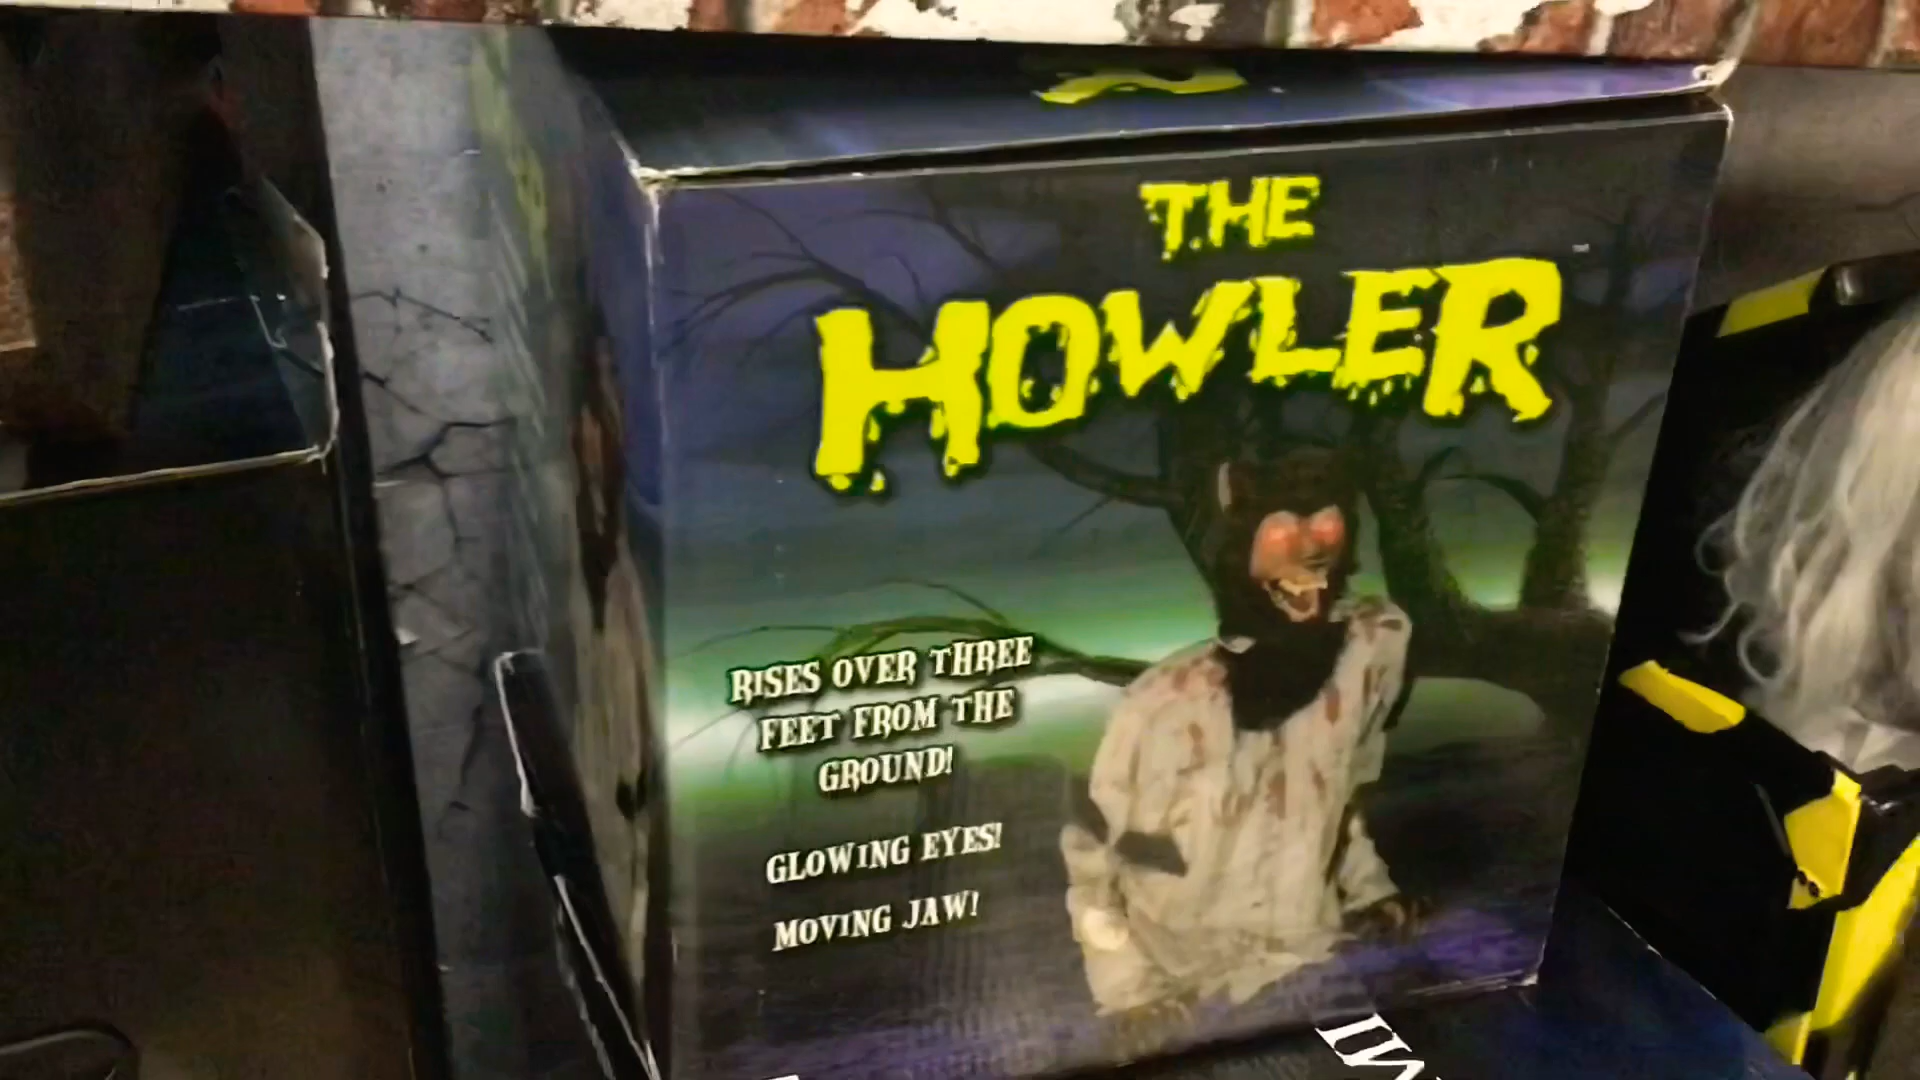 THE
HOWLER
RISES OVER THREE
FEET FROM THE
GROUND!
GLOWING EYES!
MOVING JAW!